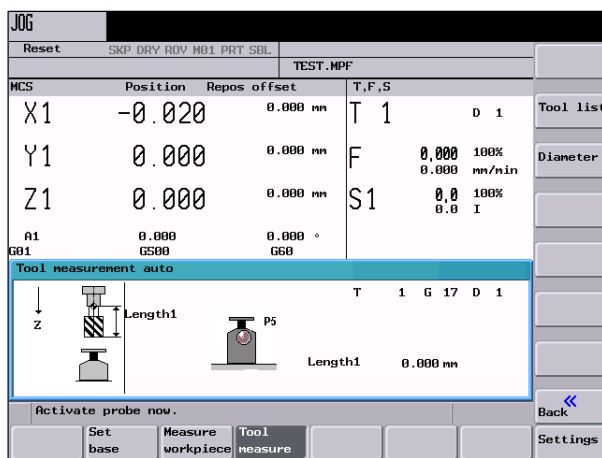 JOG
Reset SKP DRY ROV M01 PRT SBL
TEST.MPF
MCS Position Repos offset T,F,S
X1 -0.020 0.000 mm T 1 D 1
Y1 0.000 0.000 mm F 0,000 100%
0.000 mm/min
Z1 0.000 0.000 mm S1 0,0 100%
0.0 I
A1 0.000 0.000 °
G01 G500 G60
Tool measurement auto
T 1 G 17 D 1
Z Length1 P5
Length1 0.000 mm
Activate probe now.
Set base
Measure workpiece
Tool measure
Tool list
Diameter
Back
Settings